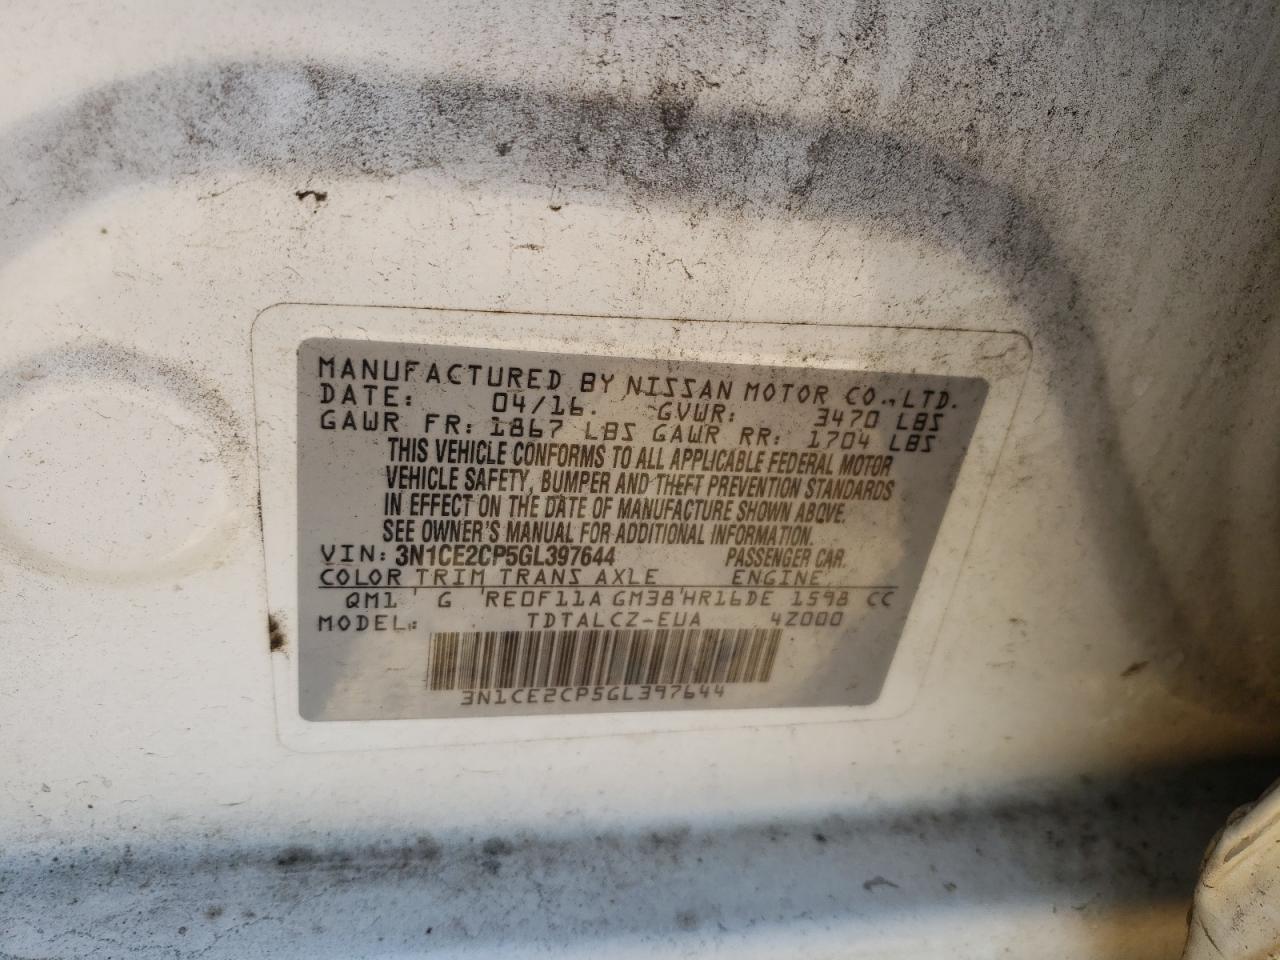 MANUFACTURED BY NISSAN MOTOR CO., LTD.
DATE: 04/16. GVWR: 3470 LBS
GAWR FR: 1867 LBS GAWR RR: 1704 LBS
THIS VEHICLE CONFORMS TO ALL APPLICABLE FEDERAL MOTOR
VEHICLE SAFETY, BUMPER AND THEFT PREVENTION STANDARDS
IN EFFECT ON THE DATE OF MANUFACTURE SHOWN ABOVE.
SEE OWNER'S MANUAL FOR ADDITIONAL INFORMATION.
VIN: 3N1CE2CP5GL397644 PASSENGER CAR.
COLOR TRIM TRANS AXLE ENGINE
QM1 ' G 'RE0F11A GM38'HR16DE 1598 CC
MODEL: TDTALCZ-EUA 4Z000
3N1CE2CP5GL397644